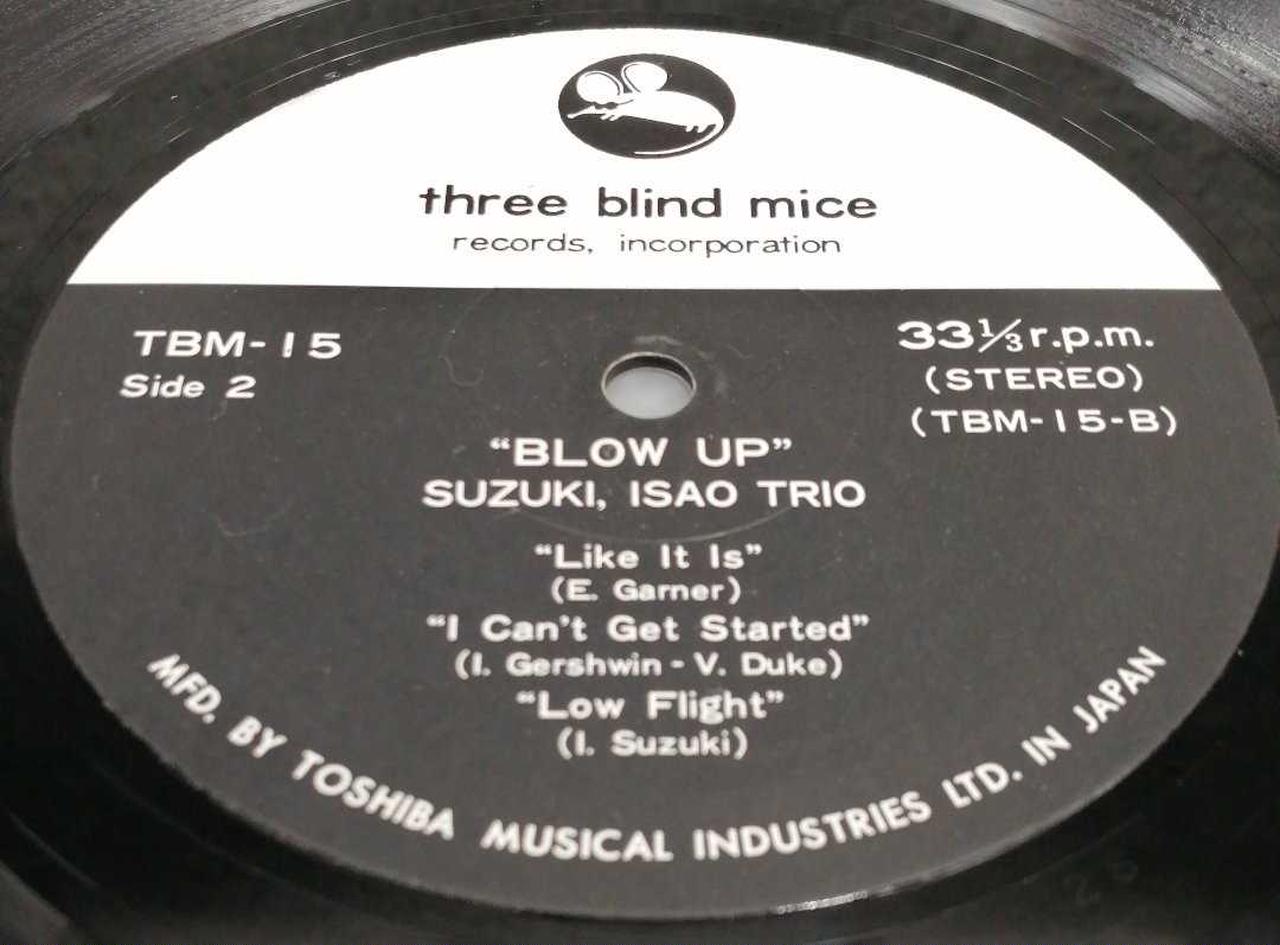 three blind mice
records, incorporation
TBM-15
Side 2
33⅓ r.p.m.
(STEREO)
(TBM-15-B)
“BLOW UP”
SUZUKI, ISAO TRIO
“Like It Is”
(E. Garner)
“I Can't Get Started”
(I. Gershwin - V. Duke)
“Low Flight”
(I. Suzuki)
MFD. BY TOSHIBA MUSICAL INDUSTRIES LTD. IN JAPAN